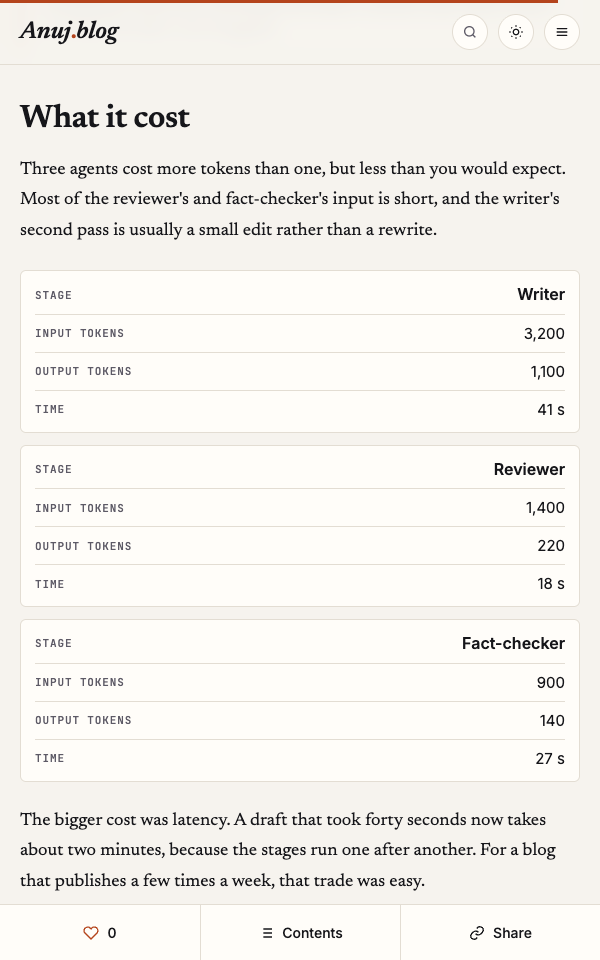 Anuj.blog
What it cost
Three agents cost more tokens than one, but less than you would expect.
Most of the reviewer's and fact-checker's input is short, and the writer's
second pass is usually a small edit rather than a rewrite.
STAGE Writer
INPUT TOKENS 3,200
OUTPUT TOKENS 1,100
TIME 41 s
STAGE Reviewer
INPUT TOKENS 1,400
OUTPUT TOKENS 220
TIME 18 s
STAGE Fact-checker
INPUT TOKENS 900
OUTPUT TOKENS 140
TIME 27 s
The bigger cost was latency. A draft that took forty seconds now takes
about two minutes, because the stages run one after another. For a blog
that publishes a few times a week, that trade was easy.
0 Contents Share